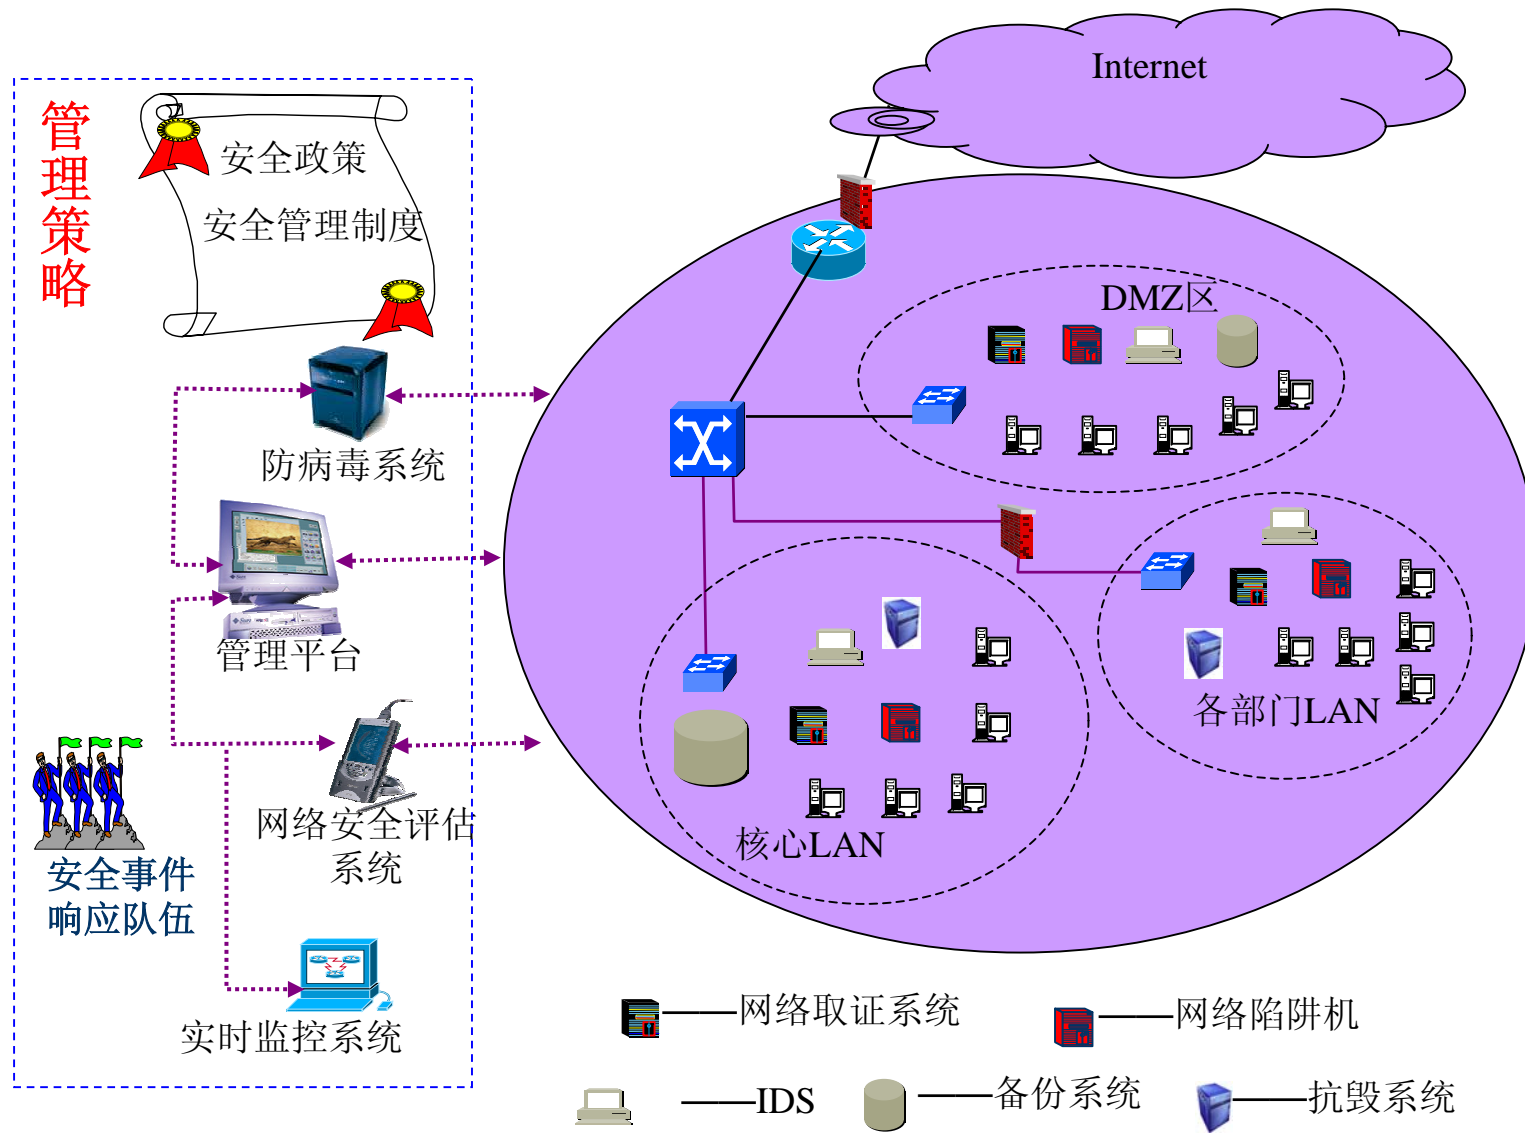 Internet
管理策略
安全政策
安全管理制度
DMZ区
防病毒系统
管理平台
各部门LAN
网络安全评估
系统
核心LAN
安全事件
响应队伍
实时监控系统
——网络取证系统
——网络陷阱机
——IDS
——备份系统
——抗毁系统